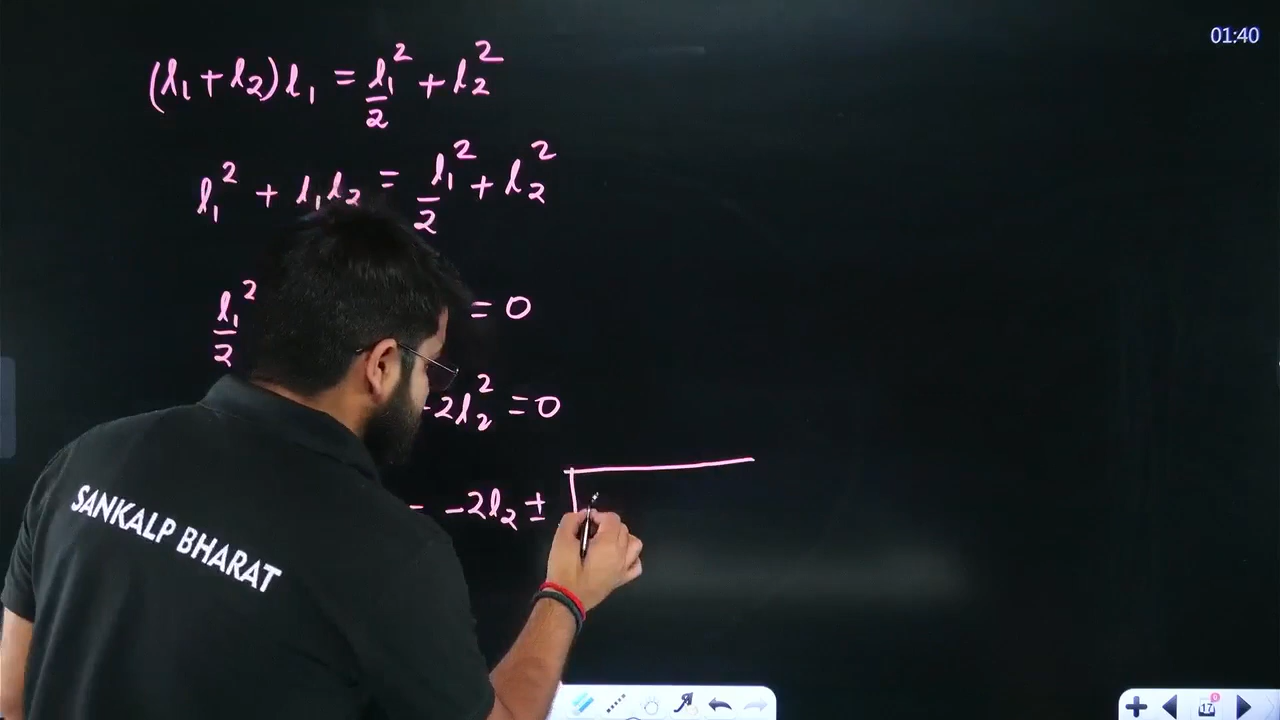 01:40
(l₁+l₂)l₁ = l₁²/2 + l₂²
l₁² + l₁l₂ = l₁²/2 + l₂²
l₁²/2 = 0
-2l₂² = 0
= -2l₂ ± √
SANKALP BHARAT
17